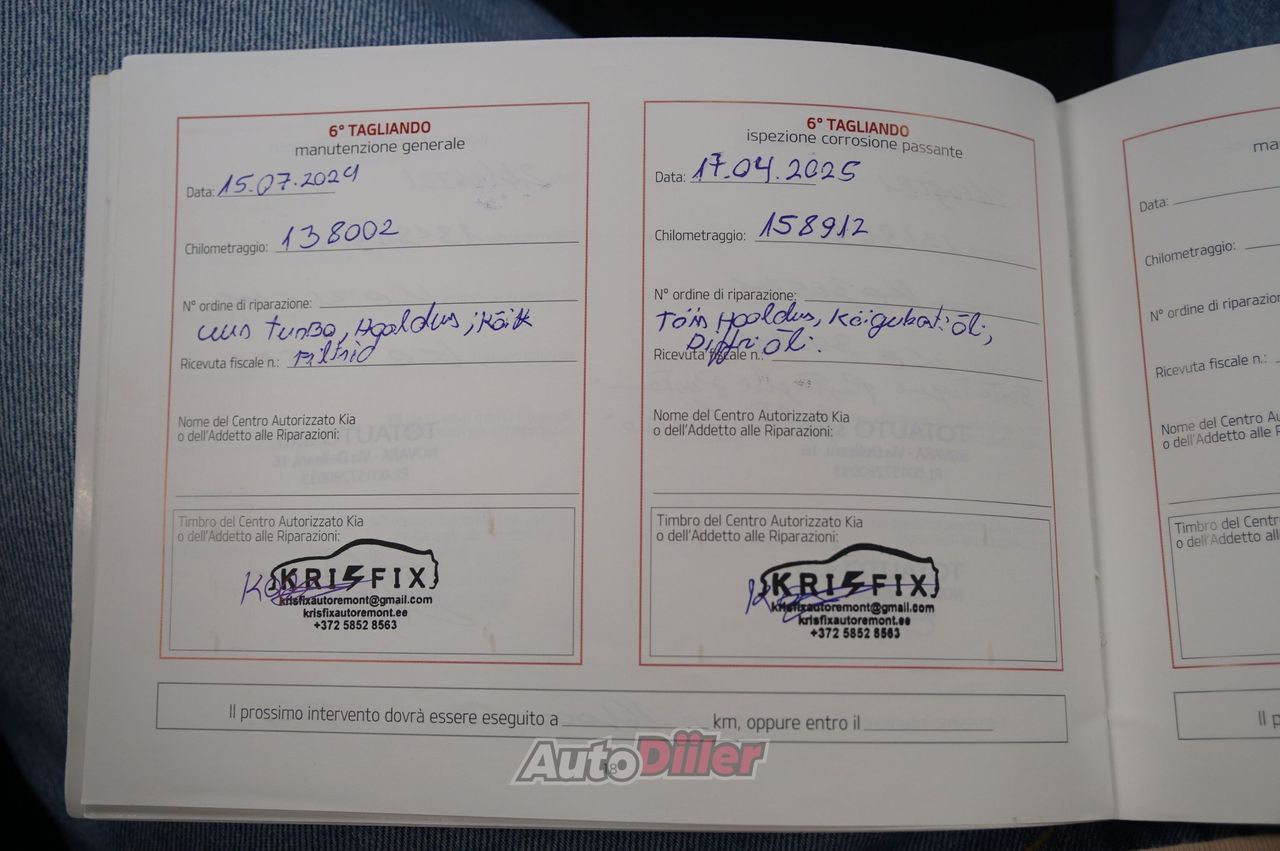 6° TAGLIANDO
manutenzione generale
Data: 15.07.2024
Chilometraggio: 138002
N° ordine di riparazione:
uus turbo, Hooldus, Kõik
Ricevuta fiscale n.: Filtrid
Nome del Centro Autorizzato Kia
o dell'Addetto alle Riparazioni:
Timbro del Centro Autorizzato Kia
o dell'Addetto alle Riparazioni:
KRISFIX
krisfixautoremont@gmail.com
krisfixautoremont.ee
+372 5852 8563
6° TAGLIANDO
ispezione corrosione passante
Data: 17.04.2025
Chilometraggio: 158912
N° ordine di riparazione:
Täis Hooldus, Käigukasti õli,
Diffri õli.
Ricevuta fiscale n.:
Nome del Centro Autorizzato Kia
o dell'Addetto alle Riparazioni:
Timbro del Centro Autorizzato Kia
o dell'Addetto alle Riparazioni:
KRISFIX
krisfixautoremont@gmail.com
krisfixautoremont.ee
+372 5852 8563
Il prossimo intervento dovrà essere eseguito a km, oppure entro il
18
AutoDiiler
ma
Data:
Chilometraggio:
N° ordine di riparazion
Ricevuta fiscale n.:
Nome del Centro Au
o dell'Addetto alle R
Timbro del Centr
o dell'Addetto all
Il p